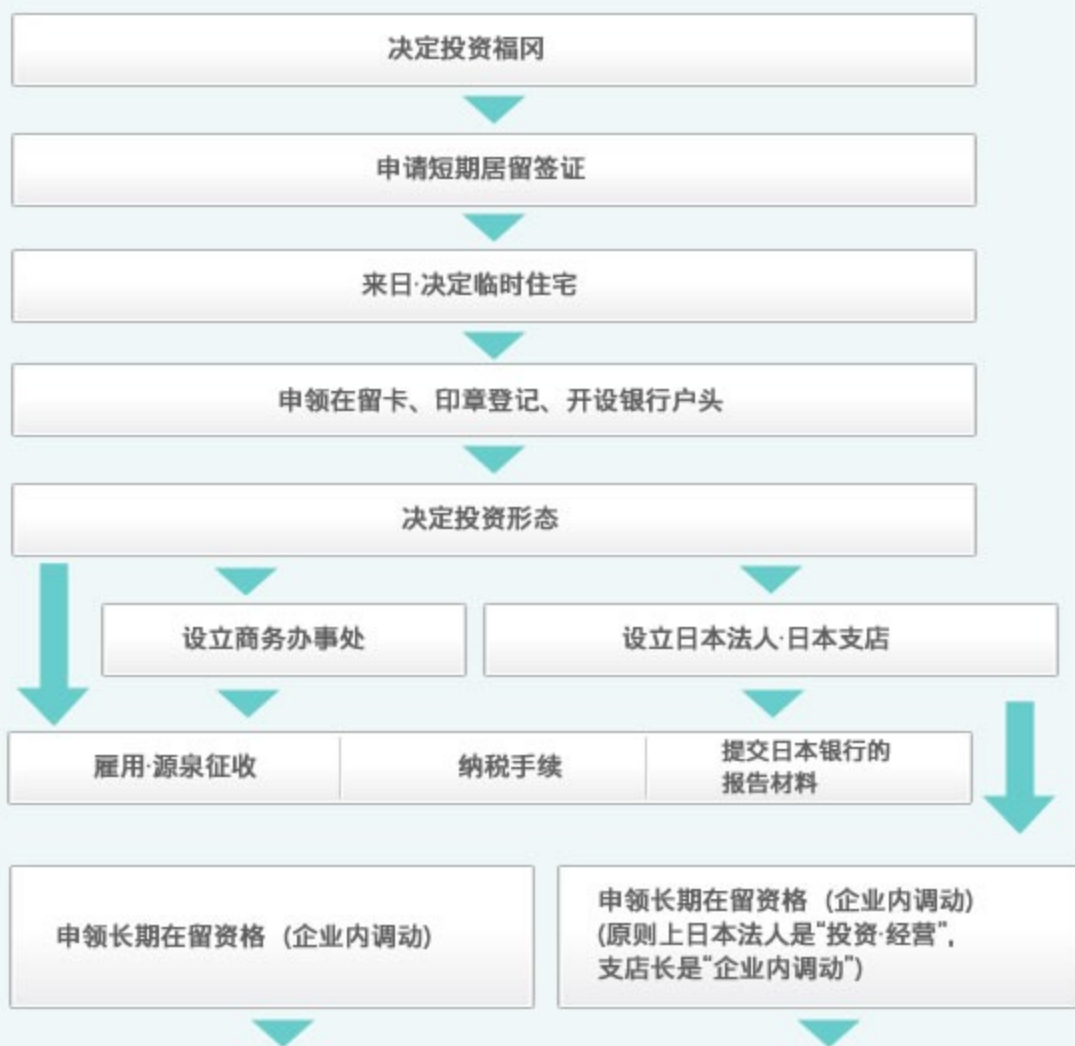 决定投资福冈
申请短期居留签证
来日·决定临时住宅
申领在留卡、印章登记、开设银行户头
决定投资形态
设立商务办事处
设立日本法人·日本支店
雇用·源泉征收
纳税手续
提交日本银行的
报告材料
申领长期在留资格 (企业内调动)
申领长期在留资格 (企业内调动)
(原则上日本法人是“投资·经营”,
支店长是“企业内调动”)